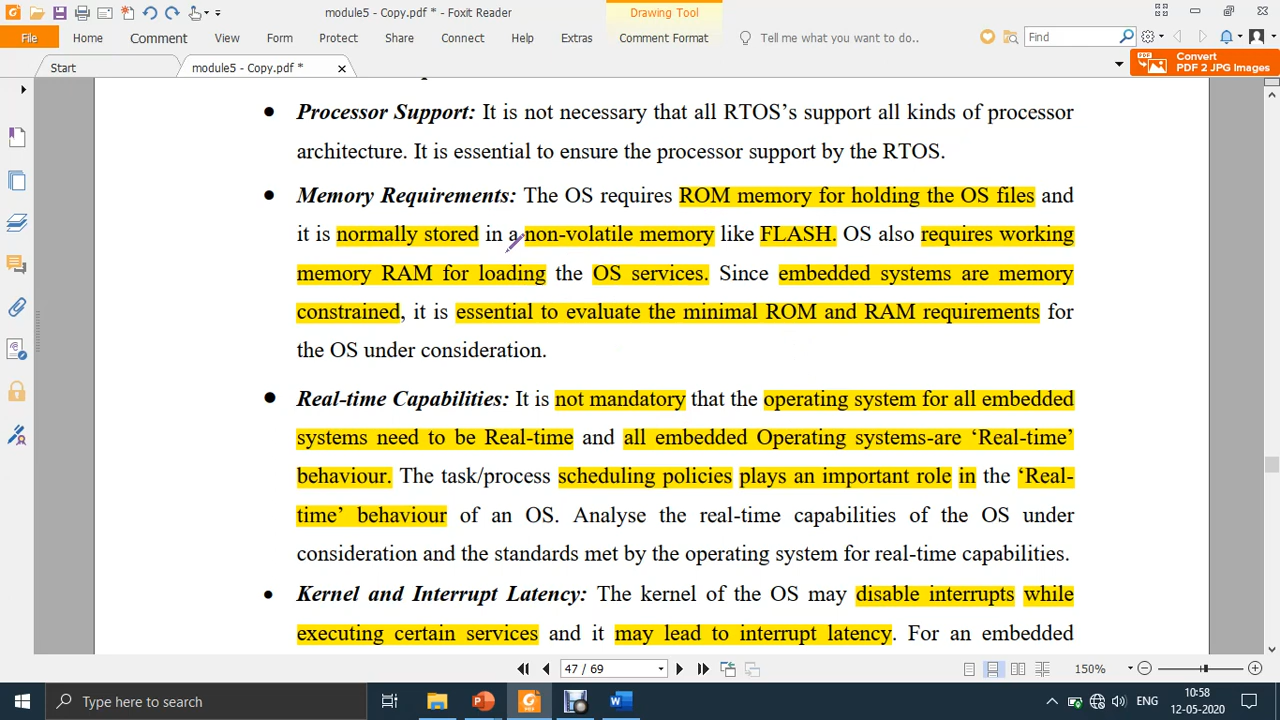 module5 - Copy.pdf * - Foxit Reader
Drawing Tool
File Home Comment View Form Protect Share Connect Help Extras Comment Format Tell me what you want to do.. Find
Start module5 - Copy.pdf *
Convert
PDF 2 JPG Images
● Processor Support: It is not necessary that all RTOS’s support all kinds of processor
architecture. It is essential to ensure the processor support by the RTOS.
● Memory Requirements: The OS requires ROM memory for holding the OS files and
it is normally stored in a non-volatile memory like FLASH. OS also requires working
memory RAM for loading the OS services. Since embedded systems are memory
constrained, it is essential to evaluate the minimal ROM and RAM requirements for
the OS under consideration.
● Real-time Capabilities: It is not mandatory that the operating system for all embedded
systems need to be Real-time and all embedded Operating systems-are ‘Real-time’
behaviour. The task/process scheduling policies plays an important role in the ‘Real-
time’ behaviour of an OS. Analyse the real-time capabilities of the OS under
consideration and the standards met by the operating system for real-time capabilities.
● Kernel and Interrupt Latency: The kernel of the OS may disable interrupts while
executing certain services and it may lead to interrupt latency. For an embedded
47 / 69 150%
Type here to search
ENG
10:58
12-05-2020